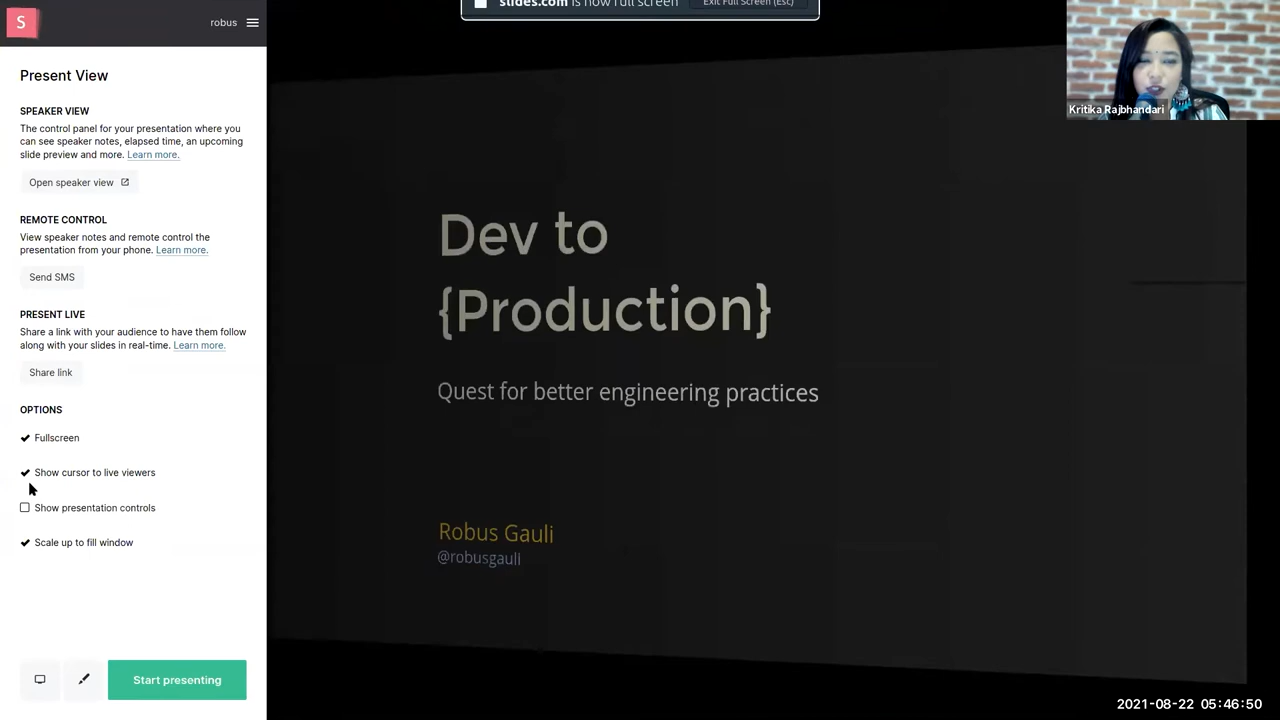 slides.com is now full screen
Exit Full Screen (Esc)
S
robus
Present View
SPEAKER VIEW
The control panel for your presentation where you
can see speaker notes, elapsed time, an upcoming
slide preview and more. Learn more.
Open speaker view
REMOTE CONTROL
View speaker notes and remote control the
presentation from your phone. Learn more.
Send SMS
PRESENT LIVE
Share a link with your audience to have them follow
along with your slides in real-time. Learn more.
Share link
OPTIONS
Fullscreen
Show cursor to live viewers
Show presentation controls
Scale up to fill window
Start presenting
Dev to
{Production}
Quest for better engineering practices
Robus Gauli
@robusgauli
Kritika Rajbhandari
2021-08-22 05:46:50